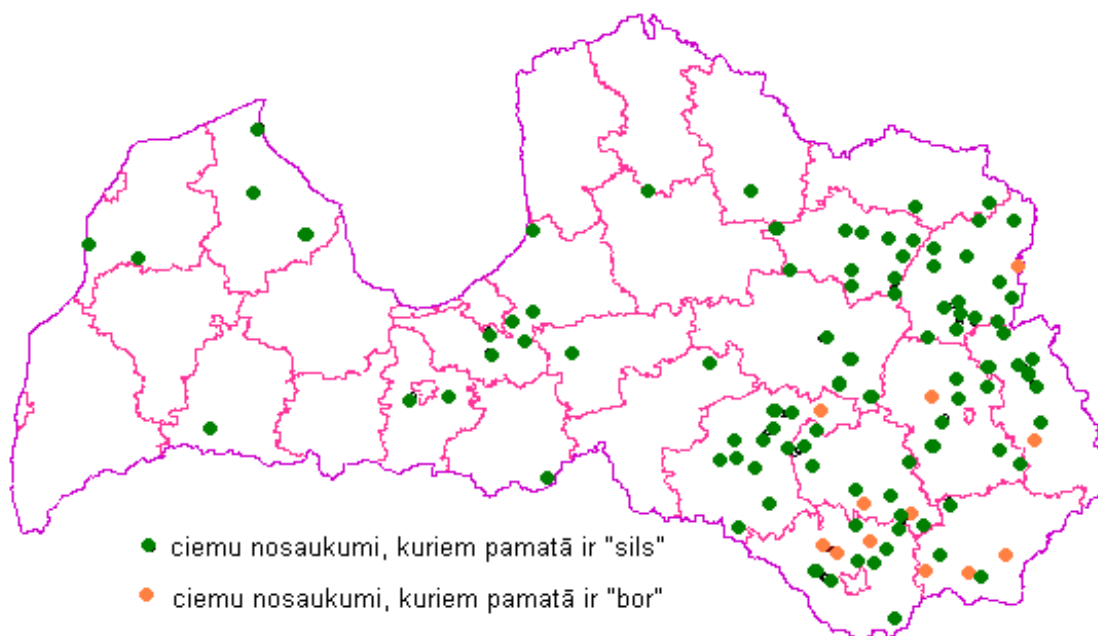 ciemu nosaukumi, kuriem pamatā ir "sils"
ciemu nosaukumi, kuriem pamatā ir "bor"